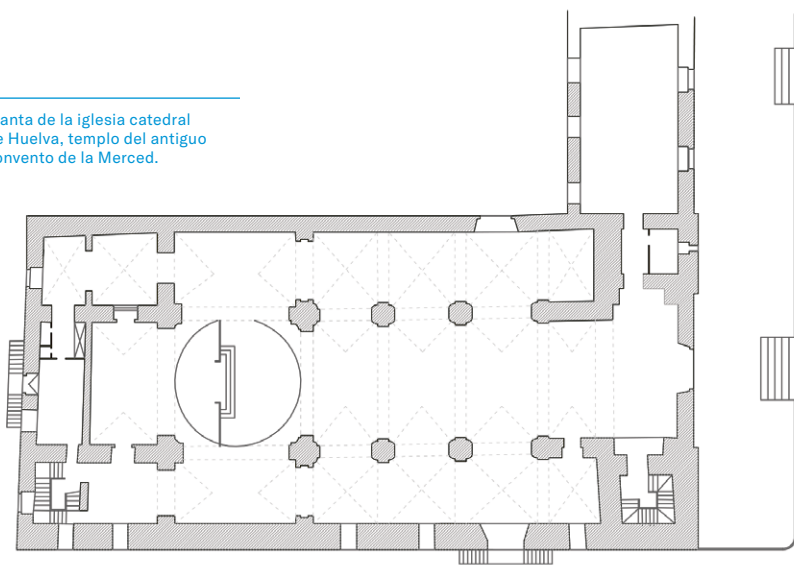 anta de la iglesia catedral
e Huelva, templo del antiguo
onvento de la Merced.